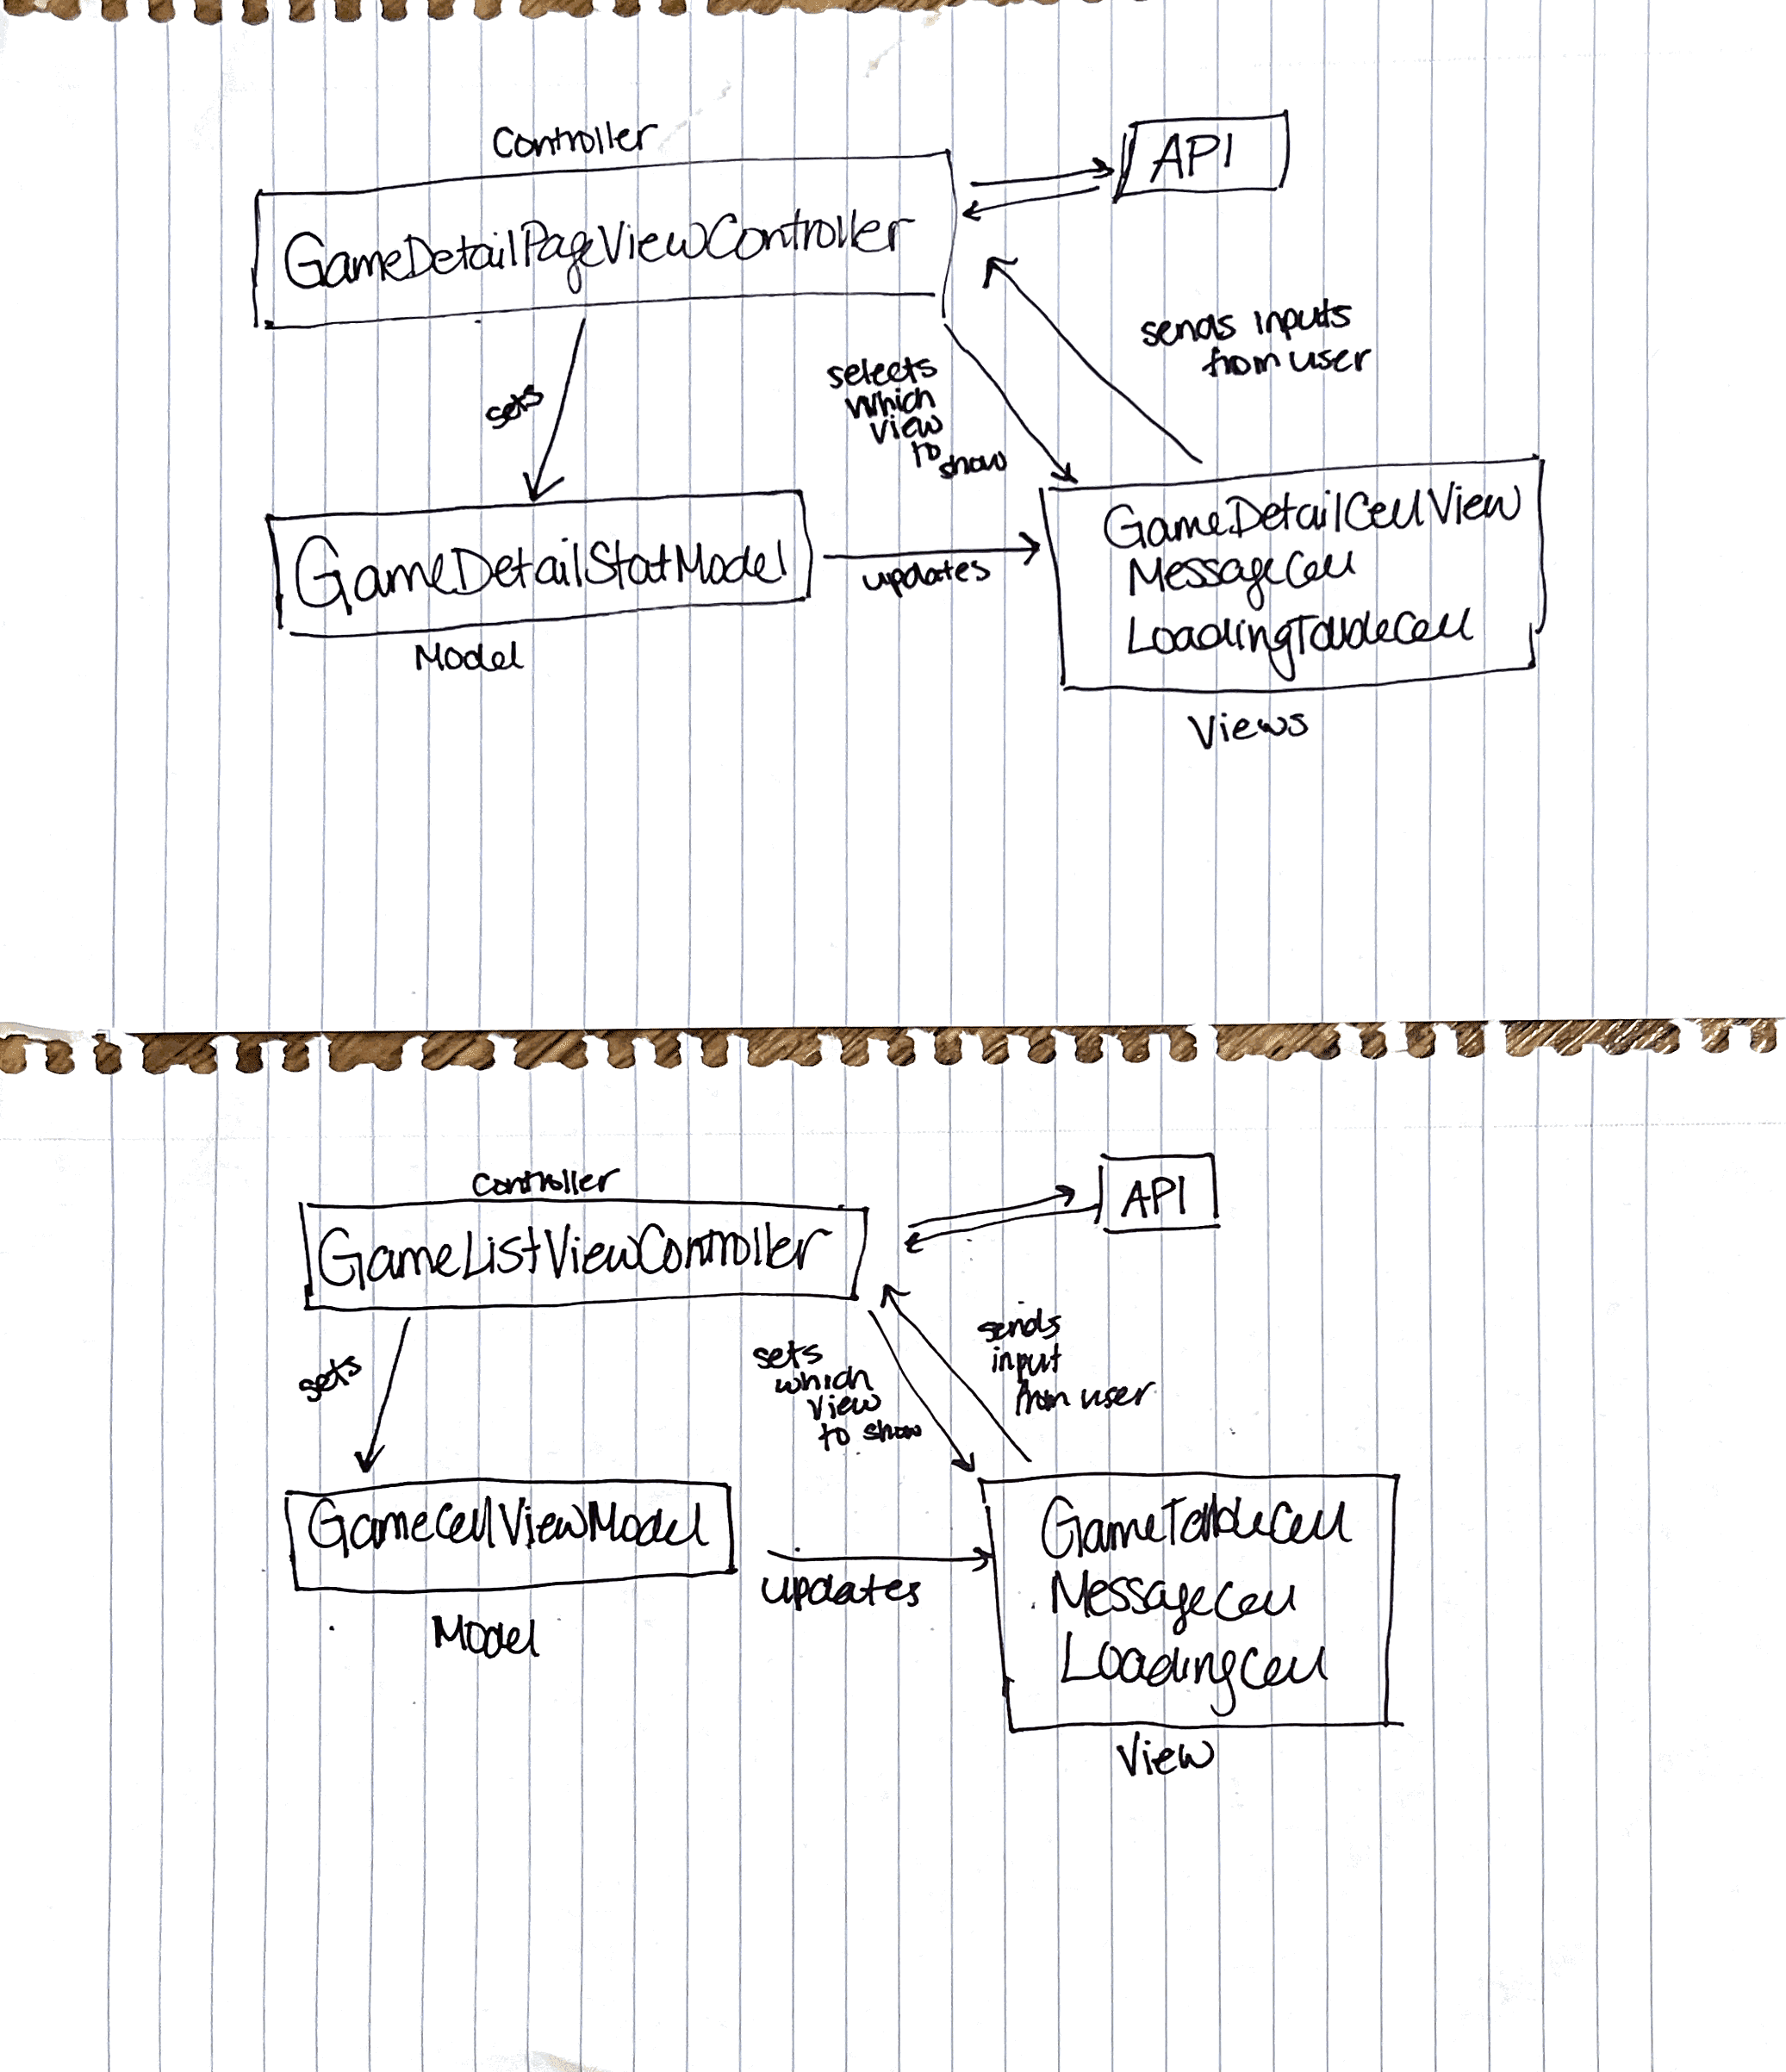 Controller
API
GameDetailPageViewController
sends inputs
from user
selects
which
view
to
show
sets
GameDetailCellView
MessageCell
LoadingTableCell
GameDetailStatModel
updates
Model
Views
Controller
API
GameListViewController
sends
input
from user
sets
which
view
to show
sets
GameCellViewModel
GameTableCell
MessageCell
LoadingCell
updates
Model
View